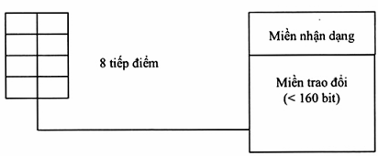 8 tiếp điểm
Miền nhận dạng
Miền trao đổi
(< 160 bit)